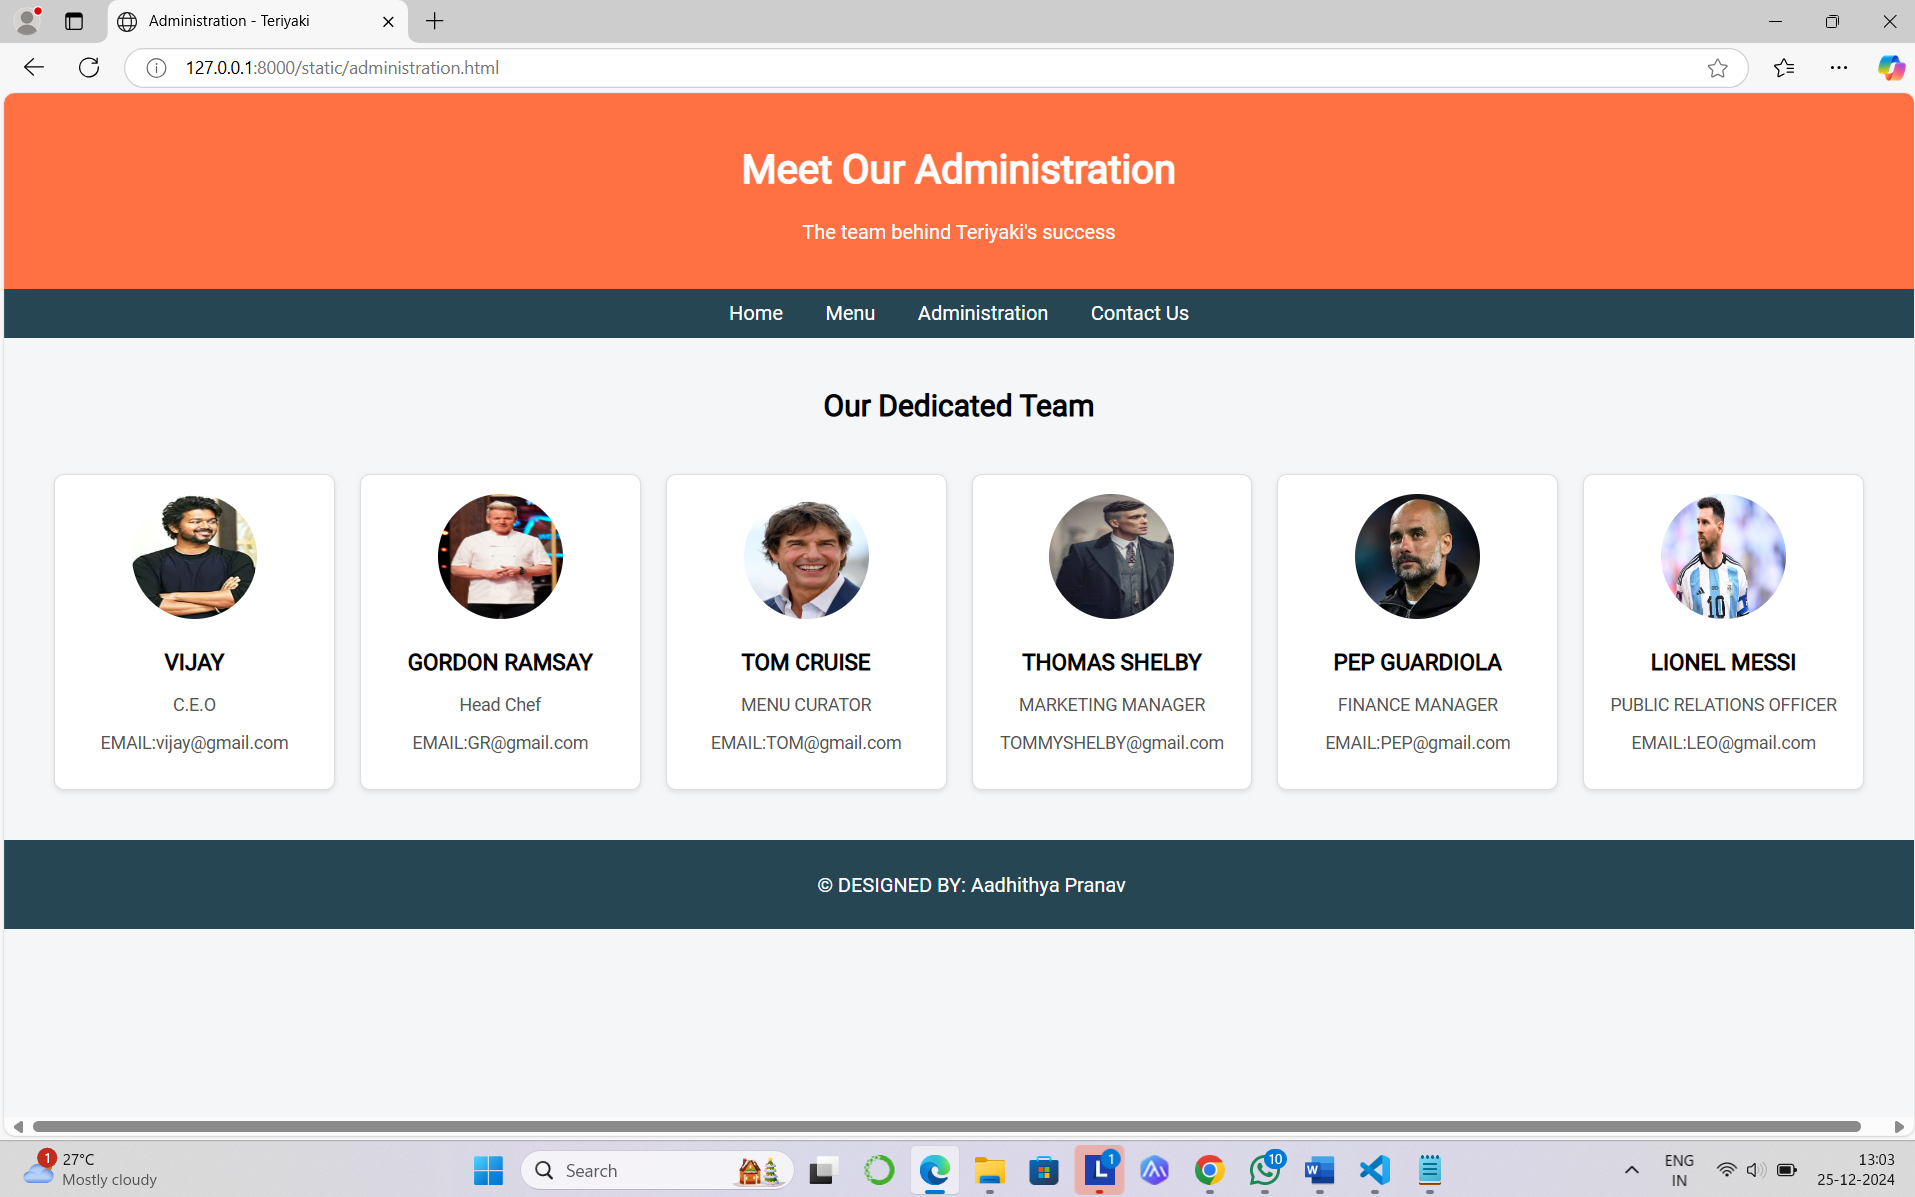 Administration - Teriyaki
127.0.0.1:8000/static/administration.html
Meet Our Administration
The team behind Teriyaki's success
Home Menu Administration Contact Us
Our Dedicated Team
VIJAY
C.E.O
EMAIL:vijay@gmail.com
GORDON RAMSAY
Head Chef
EMAIL:GR@gmail.com
TOM CRUISE
MENU CURATOR
EMAIL:TOM@gmail.com
THOMAS SHELBY
MARKETING MANAGER
TOMMYSHELBY@gmail.com
PEP GUARDIOLA
FINANCE MANAGER
EMAIL:PEP@gmail.com
10
LIONEL MESSI
PUBLIC RELATIONS OFFICER
EMAIL:LEO@gmail.com
© DESIGNED BY: Aadhithya Pranav
1
27°C
Mostly cloudy
Search
L
1
10
W
ENG
IN
13:03
25-12-2024